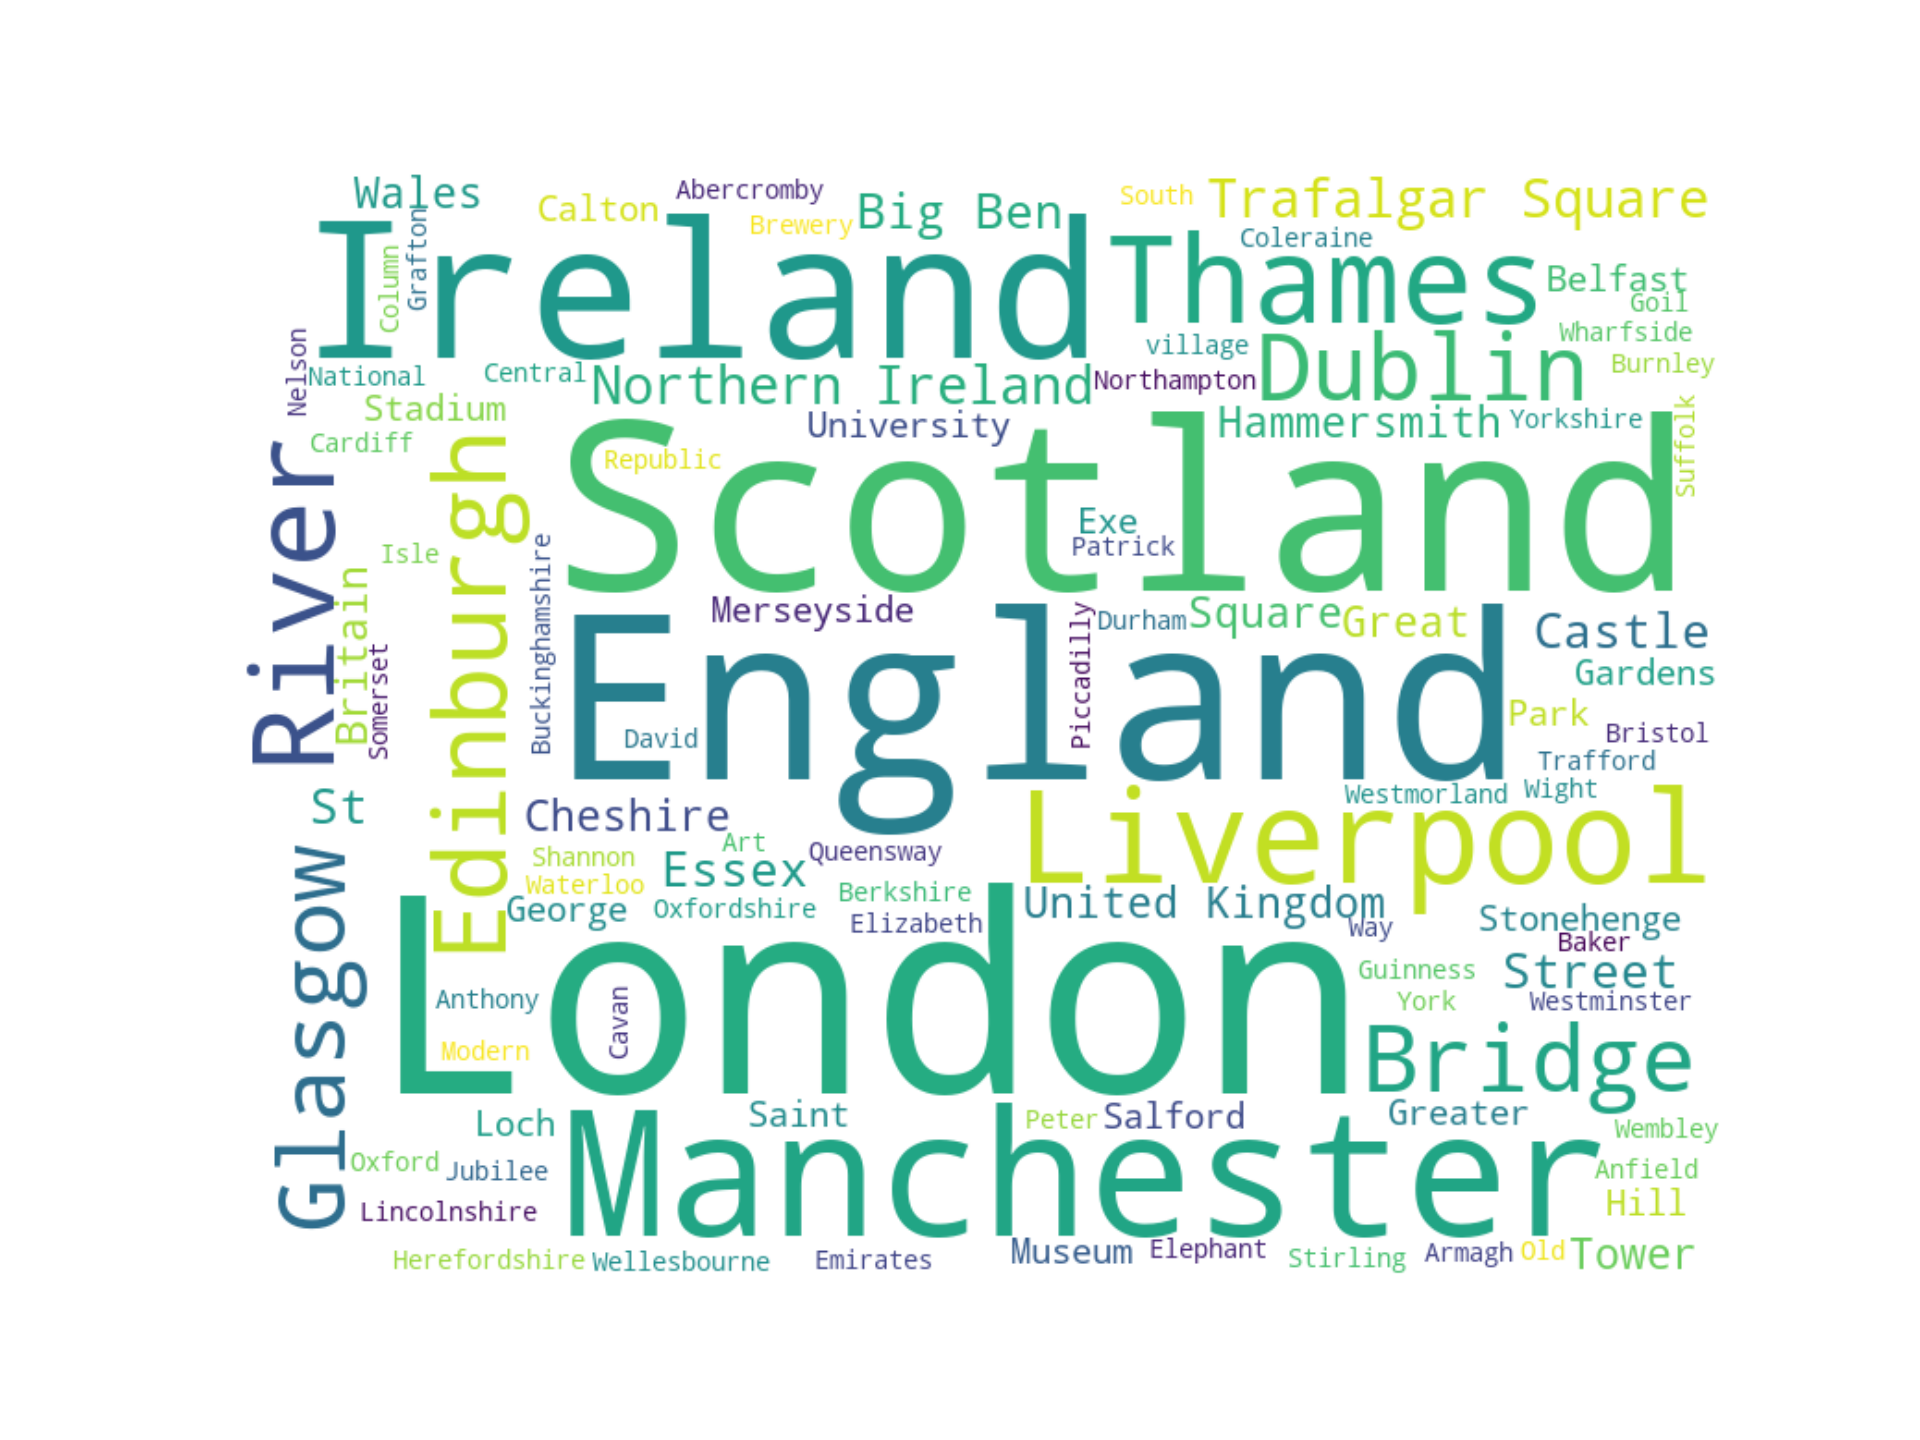 Wales
Calton
Abercromby
Brewery
Big Ben
South
Trafalgar Square
Ireland
Column
Grafton
Thames
Coleraine
Belfast
Goil
Wharfside
Burnley
village
Dublin
Nelson
National
Central
Northern Ireland
Northampton
Stadium
Cardiff
University
Hammersmith
Yorkshire
Suffolk
Scotland
Republic
Exe
Patrick
River
Edinburgh
Isle
Britain
Somerset
Buckinghamshire
Merseyside
Piccadilly
Durham
Square
Great
Castle
Gardens
England
David
Park
Bristol
Trafford
Wight
Westmorland
St
Cheshire
Liverpool
Art
Queensway
Shannon
Essex
Waterloo
Berkshire
George
Oxfordshire
Elizabeth
United Kingdom
Way
Stonehenge
Baker
Street
Guinness
York
Westminster
Glasgow
London
Anthony
Cavan
Modern
Bridge
Loch
Saint
Peter
Salford
Greater
Wembley
Manchester
Oxford
Jubilee
Anfield
Hill
Lincolnshire
Herefordshire
Wellesbourne
Emirates
Museum
Elephant
Stirling
Armagh
Old
Tower